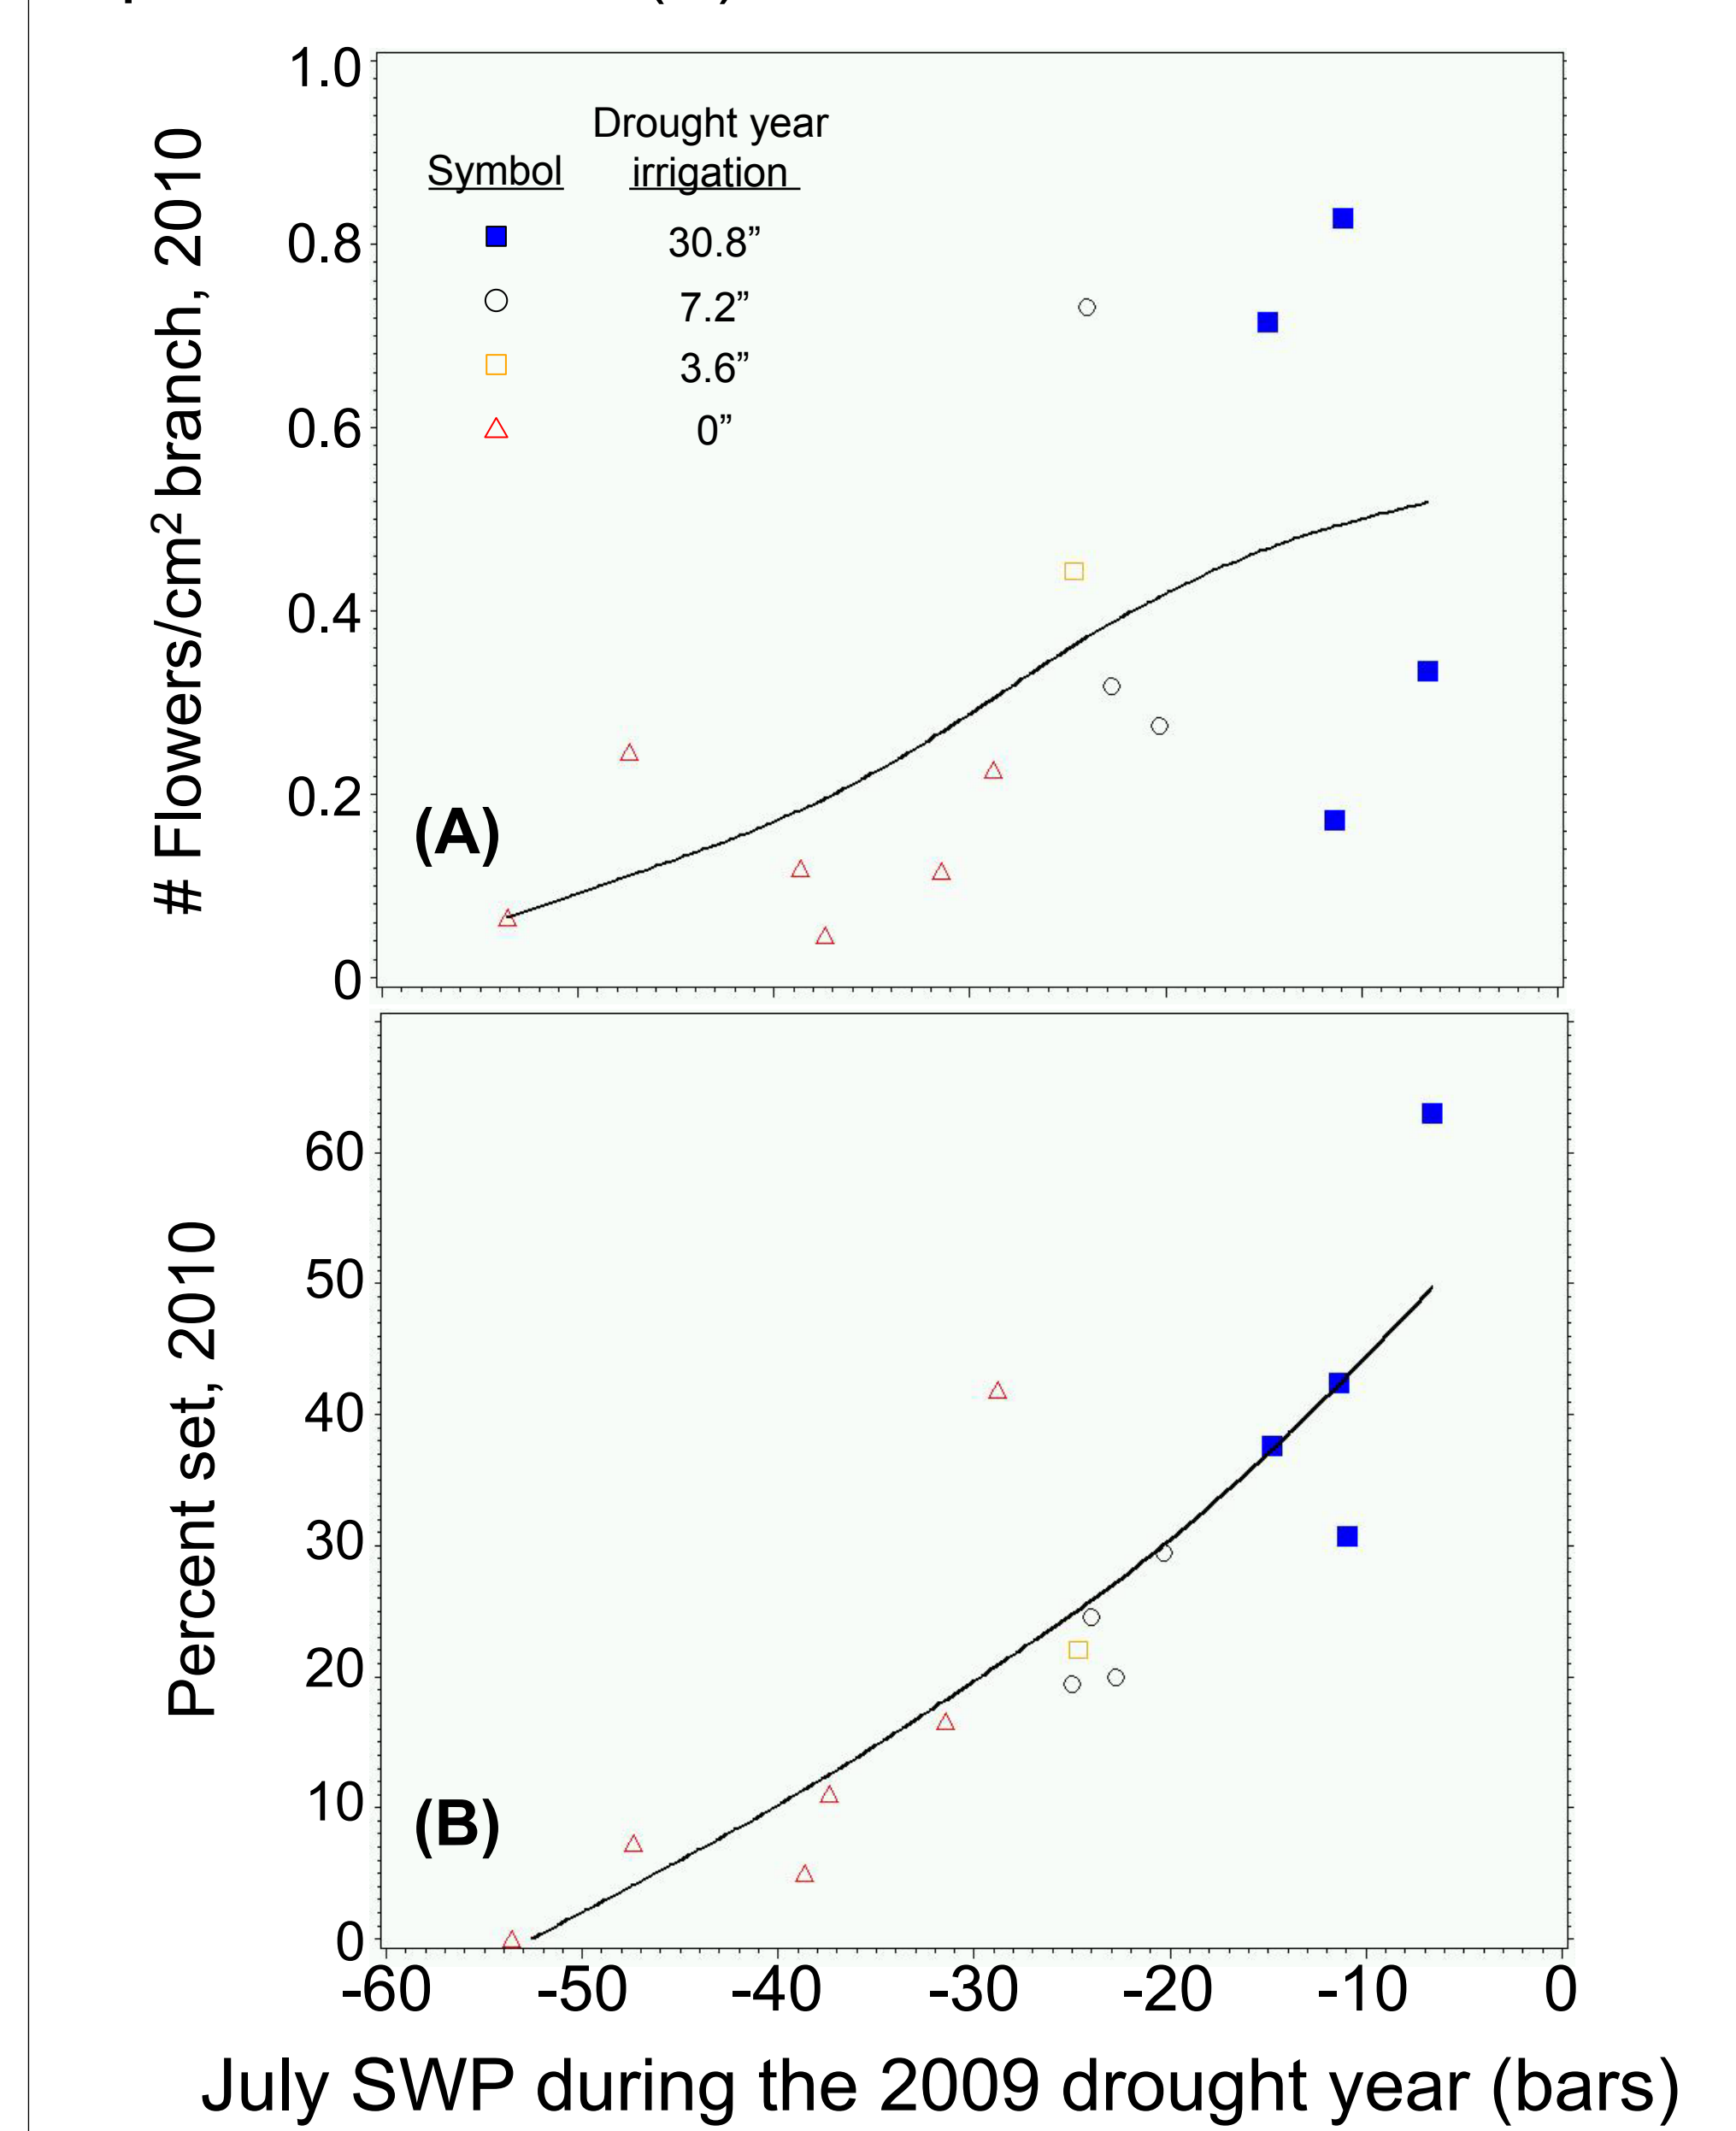 1.0
Drought year
Symbol irrigation
0.8
30.8”
7.2”
3.6”
0.6
0”
0.4
0.2
(A)
0
# Flowers/cm2 branch, 2010
60
50
40
30
20
10
(B)
0
Percent set, 2010
-60 -50 -40 -30 -20 -10 0
July SWP during the 2009 drought year (bars)